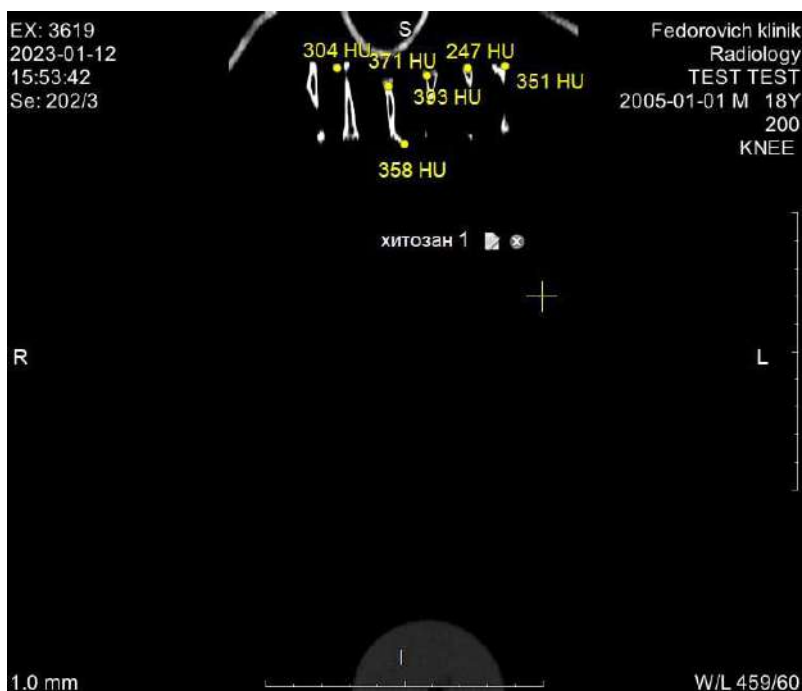 EX: 3619
2023-01-12
15:53:42
Se: 202/3
S
Fedorovich klinik
Radiology
TEST TEST
2005-01-01 M 18Y
200
KNEE
304 HU
371 HU
247 HU
393 HU
351 HU
358 HU
хитозан 1
R
L
I
1.0 mm
W/L 459/60